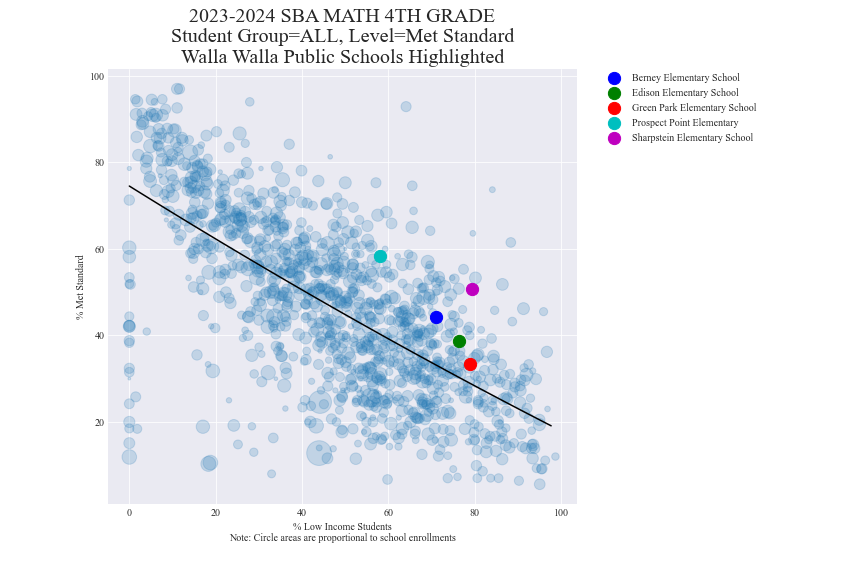 2023-2024 SBA MATH 4TH GRADE
Student Group=ALL, Level=Met Standard
Walla Walla Public Schools Highlighted
Berney Elementary School
Edison Elementary School
Green Park Elementary School
Prospect Point Elementary
Sharpstein Elementary School
% Met Standard
100
80
60
40
20
0 20 40 60 80 100
% Low Income Students
Note: Circle areas are proportional to school enrollments